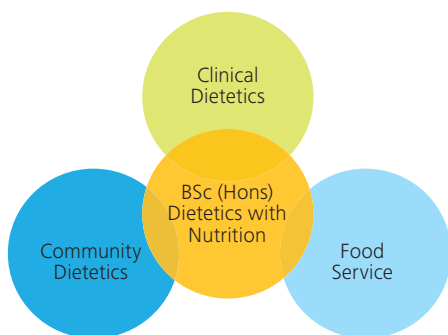 Clinical
Dietetics
BSc (Hons)
Dietetics with
Nutrition
Community
Dietetics
Food
Service